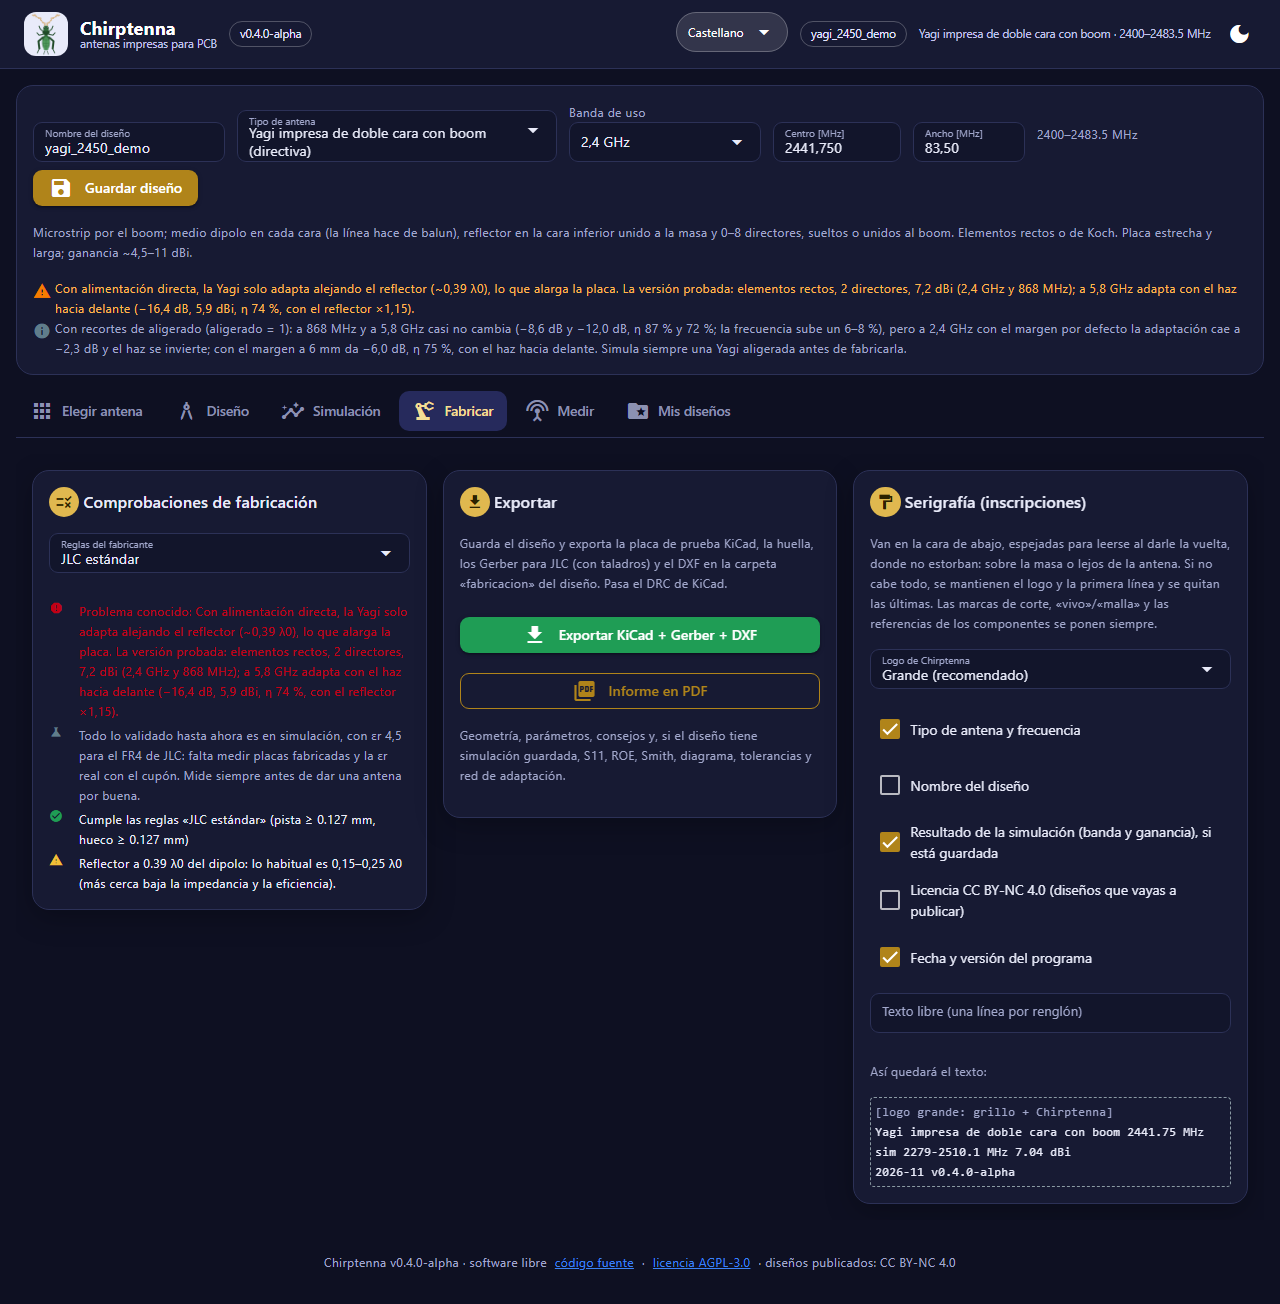 Chirptenna
antenas impresas para PCB
v0.4.0-alpha
Castellano
yagi_2450_demo
Yagi impresa de doble cara con boom · 2400–2483.5 MHz
Nombre del diseño
yagi_2450_demo
Tipo de antena
Yagi impresa de doble cara con boom
(directiva)
Banda de uso
2,4 GHz
Centro [MHz]
2441,750
Ancho [MHz]
83,50
2400–2483.5 MHz
Guardar diseño
Microstrip por el boom; medio dipolo en cada cara (la línea hace de balun), reflector en la cara inferior unido a la masa y 0–8 directores, sueltos o unidos al boom. Elementos rectos o de Koch. Placa estrecha y
larga; ganancia ~4,5–11 dBi.
Con alimentación directa, la Yagi solo adapta alejando el reflector (~0,39 λ0), lo que alarga la placa. La versión probada: elementos rectos, 2 directores, 7,2 dBi (2,4 GHz y 868 MHz); a 5,8 GHz adapta con el haz
hacia delante (−16,4 dB, 5,9 dBi, η 74 %, con el reflector ×1,15).
Con recortes de aligerado (aligerado = 1): a 868 MHz y a 5,8 GHz casi no cambia (−8,6 dB y −12,0 dB, η 87 % y 72 %; la frecuencia sube un 6–8 %), pero a 2,4 GHz con el margen por defecto la adaptación cae a
−2,3 dB y el haz se invierte; con el margen a 6 mm da −6,0 dB, η 75 %, con el haz hacia delante. Simula siempre una Yagi aligerada antes de fabricarla.
Elegir antena
Diseño
Simulación
Fabricar
Medir
Mis diseños
Comprobaciones de fabricación
Reglas del fabricante
JLC estándar
Problema conocido: Con alimentación directa, la Yagi solo
adapta alejando el reflector (~0,39 λ0), lo que alarga la
placa. La versión probada: elementos rectos, 2 directores,
7,2 dBi (2,4 GHz y 868 MHz); a 5,8 GHz adapta con el haz
hacia delante (−16,4 dB, 5,9 dBi, η 74 %, con el reflector
×1,15).
Todo lo validado hasta ahora es en simulación, con εr 4,5
para el FR4 de JLC: falta medir placas fabricadas y la εr
real con el cupón. Mide siempre antes de dar una antena
por buena.
Cumple las reglas «JLC estándar» (pista ≥ 0.127 mm,
hueco ≥ 0.127 mm)
Reflector a 0.39 λ0 del dipolo: lo habitual es 0,15–0,25 λ0
(más cerca baja la impedancia y la eficiencia).
Exportar
Guarda el diseño y exporta la placa de prueba KiCad, la huella,
los Gerber para JLC (con taladros) y el DXF en la carpeta
«fabricacion» del diseño. Pasa el DRC de KiCad.
Exportar KiCad + Gerber + DXF
PDF
Informe en PDF
Geometría, parámetros, consejos y, si el diseño tiene
simulación guardada, S11, ROE, Smith, diagrama, tolerancias y
red de adaptación.
Serigrafía (inscripciones)
Van en la cara de abajo, espejadas para leerse al darle la vuelta,
donde no estorban: sobre la masa o lejos de la antena. Si no
cabe todo, se mantienen el logo y la primera línea y se quitan
las últimas. Las marcas de corte, «vivo»/«malla» y las
referencias de los componentes se ponen siempre.
Logo de Chirptenna
Grande (recomendado)
Tipo de antena y frecuencia
Nombre del diseño
Resultado de la simulación (banda y ganancia), si
está guardada
Licencia CC BY-NC 4.0 (diseños que vayas a
publicar)
Fecha y versión del programa
Texto libre (una línea por renglón)
Así quedará el texto:
[logo grande: grillo + Chirptenna]
Yagi impresa de doble cara con boom 2441.75 MHz
sim 2279-2510.1 MHz 7.04 dBi
2026-11 v0.4.0-alpha
Chirptenna v0.4.0-alpha · software libre código fuente · licencia AGPL-3.0 · diseños publicados: CC BY-NC 4.0